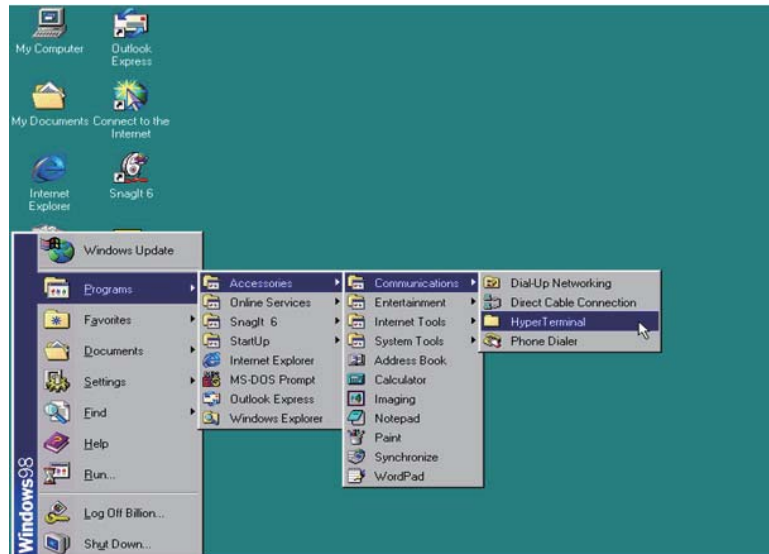 My Computer
Outlook
Express
My Documents
Connect to the
Internet
Internet
Explorer
SnagIt 6
Windows Update
Programs
Favorites
Documents
Settings
Find
Help
Run...
Log Off Billion...
Shut Down...
Windows98
Accessories
Online Services
SnagIt 6
StartUp
Internet Explorer
MS-DOS Prompt
Outlook Express
Windows Explorer
Communications
Entertainment
Internet Tools
System Tools
Address Book
Calculator
Imaging
Notepad
Paint
Synchronize
WordPad
Dial-Up Networking
Direct Cable Connection
HyperTerminal
Phone Dialer